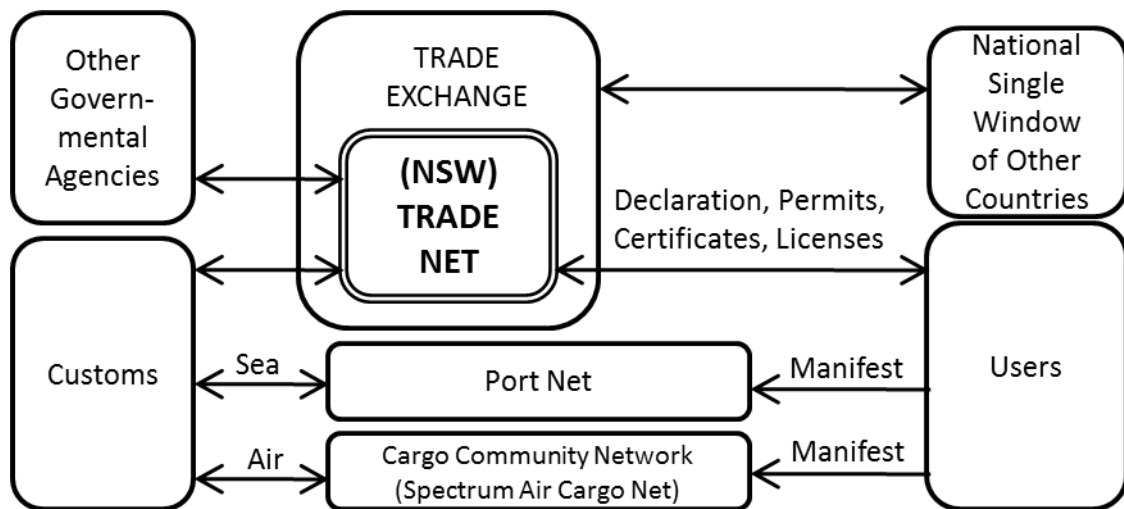 Other
Govern-
mental
Agencies
TRADE
EXCHANGE
(NSW)
TRADE
NET
National
Single
Window
of Other
Countries
Declaration, Permits,
Certificates, Licenses
Customs
Sea
Port Net
Manifest
Users
Air
Cargo Community Network
(Spectrum Air Cargo Net)
Manifest